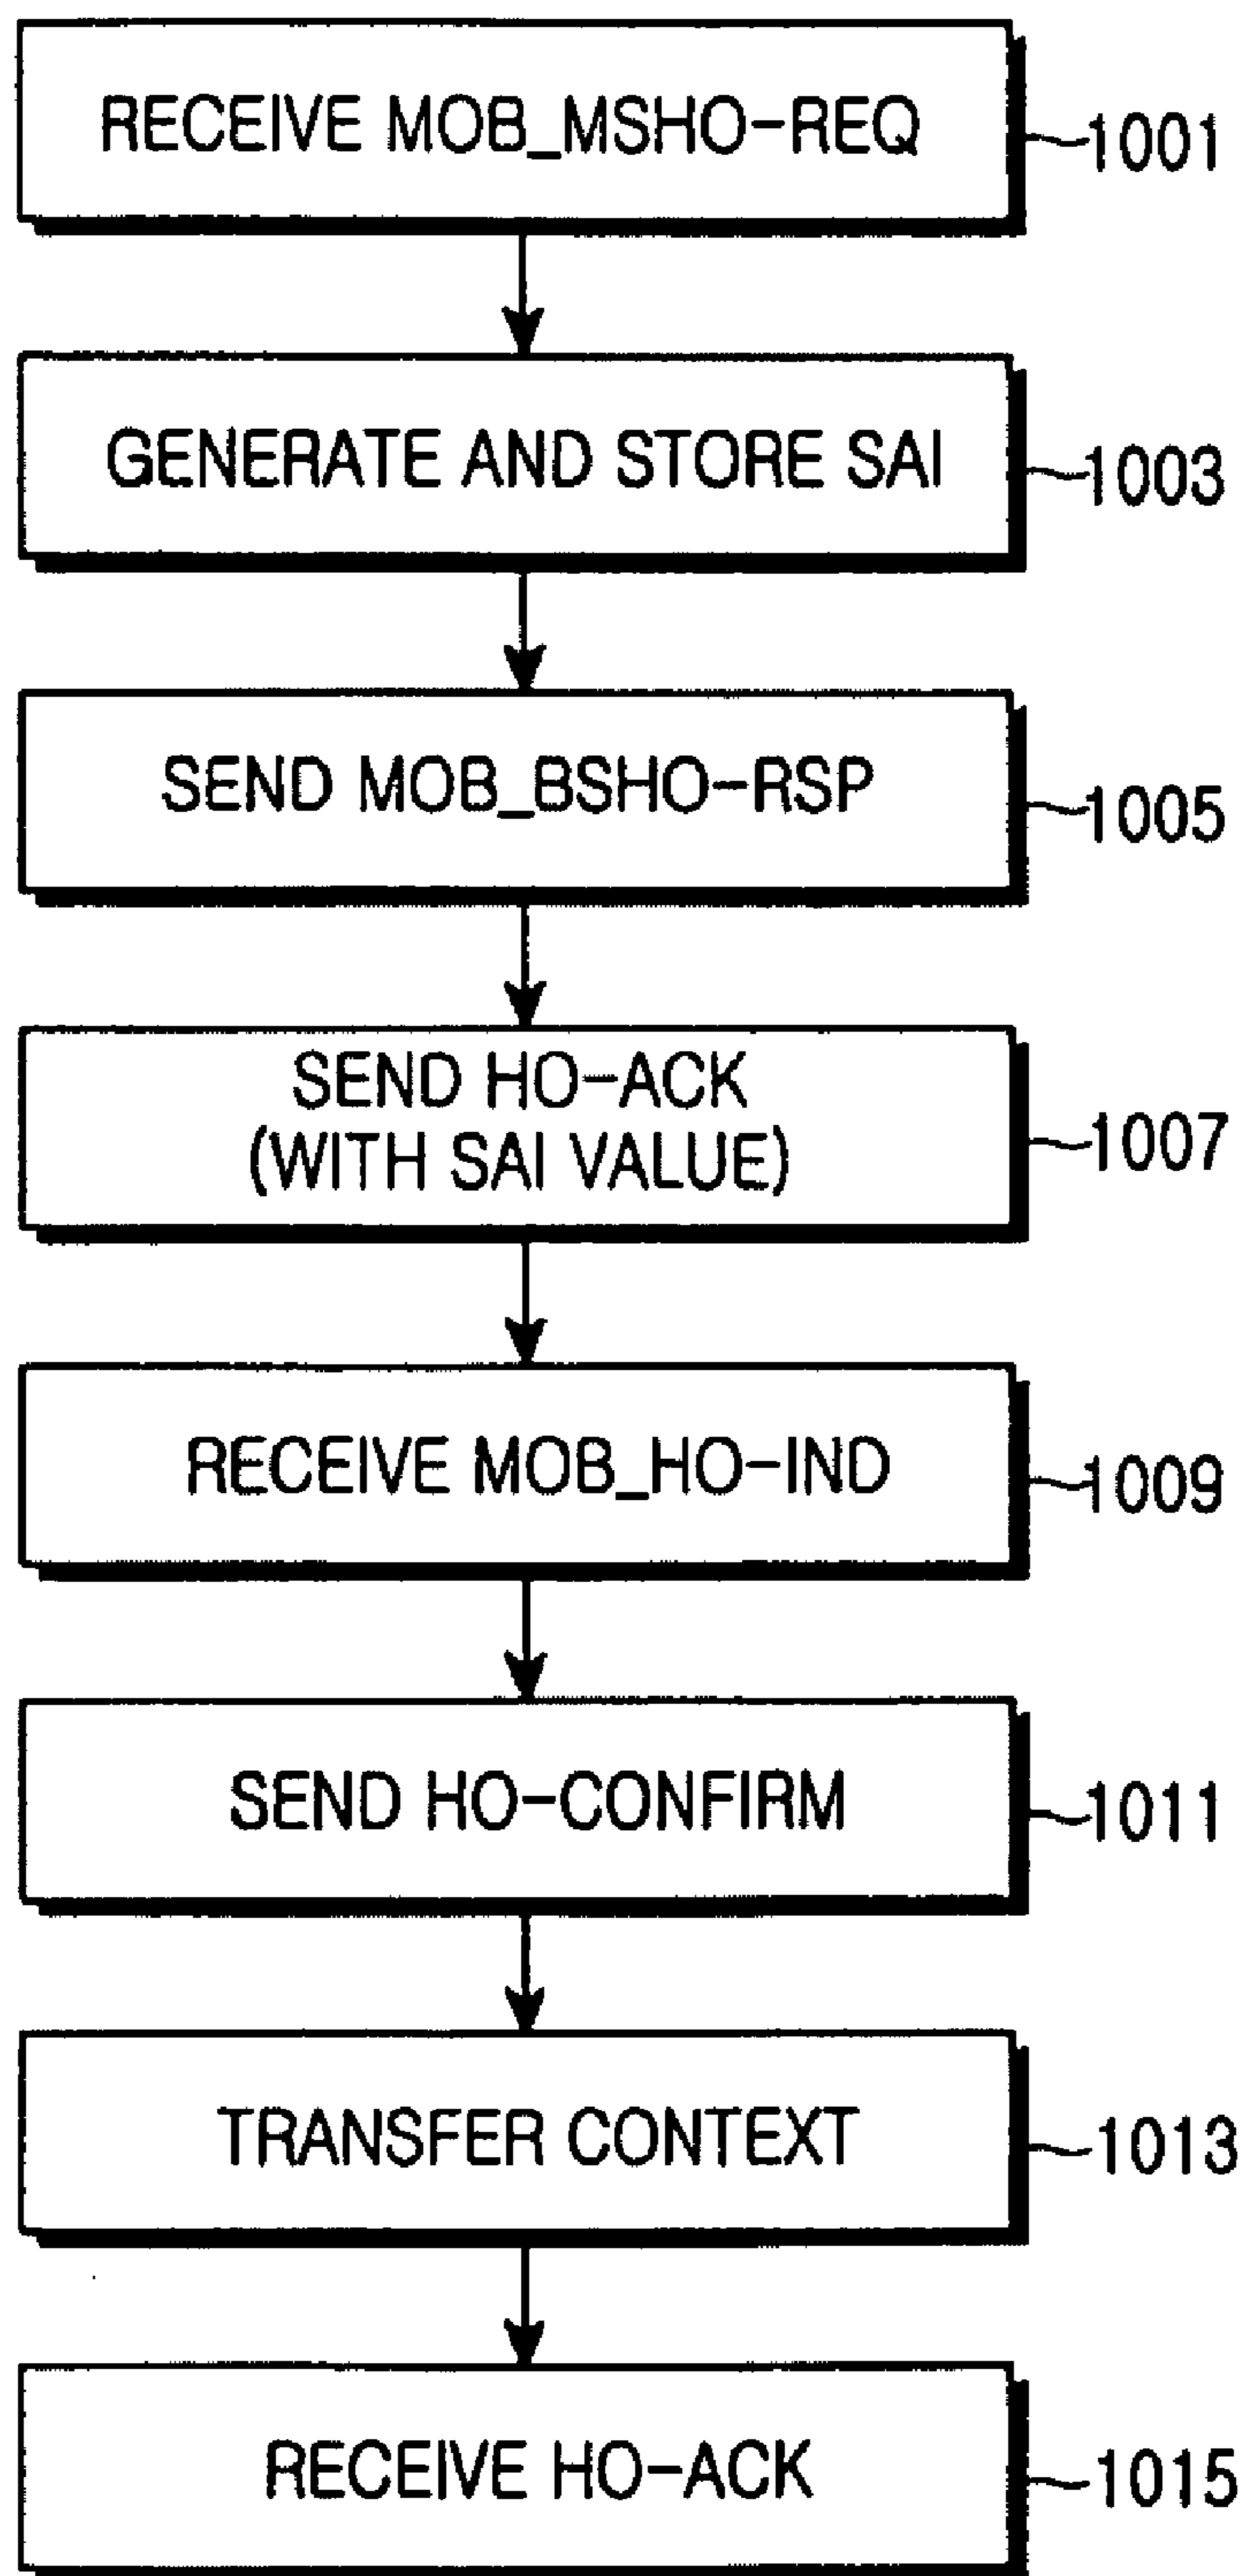 RECEIVE MOB_MSHO-REQ
1001
GENERATE AND STORE SAI
1003
SEND MOB_BSHO-RSP
1005
SEND HO-ACK
(WITH SAI VALUE)
1007
RECEIVE MOB_HO-IND
1009
SEND HO-CONFIRM
1011
TRANSFER CONTEXT
1013
RECEIVE HO-ACK
1015